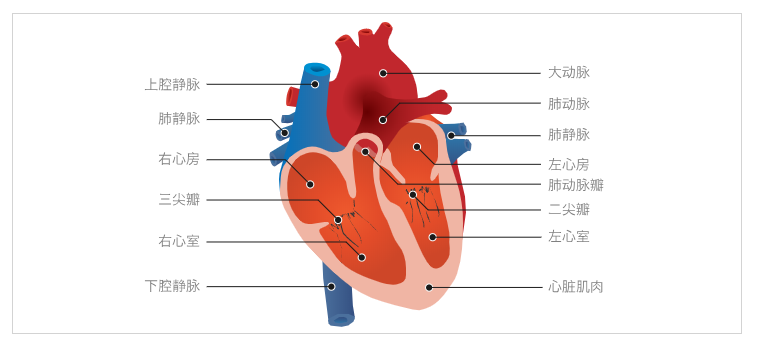 上腔静脉
肺静脉
右心房
三尖瓣
右心室
下腔静脉
大动脉
肺动脉
肺静脉
左心房
肺动脉瓣
二尖瓣
左心室
心脏肌肉